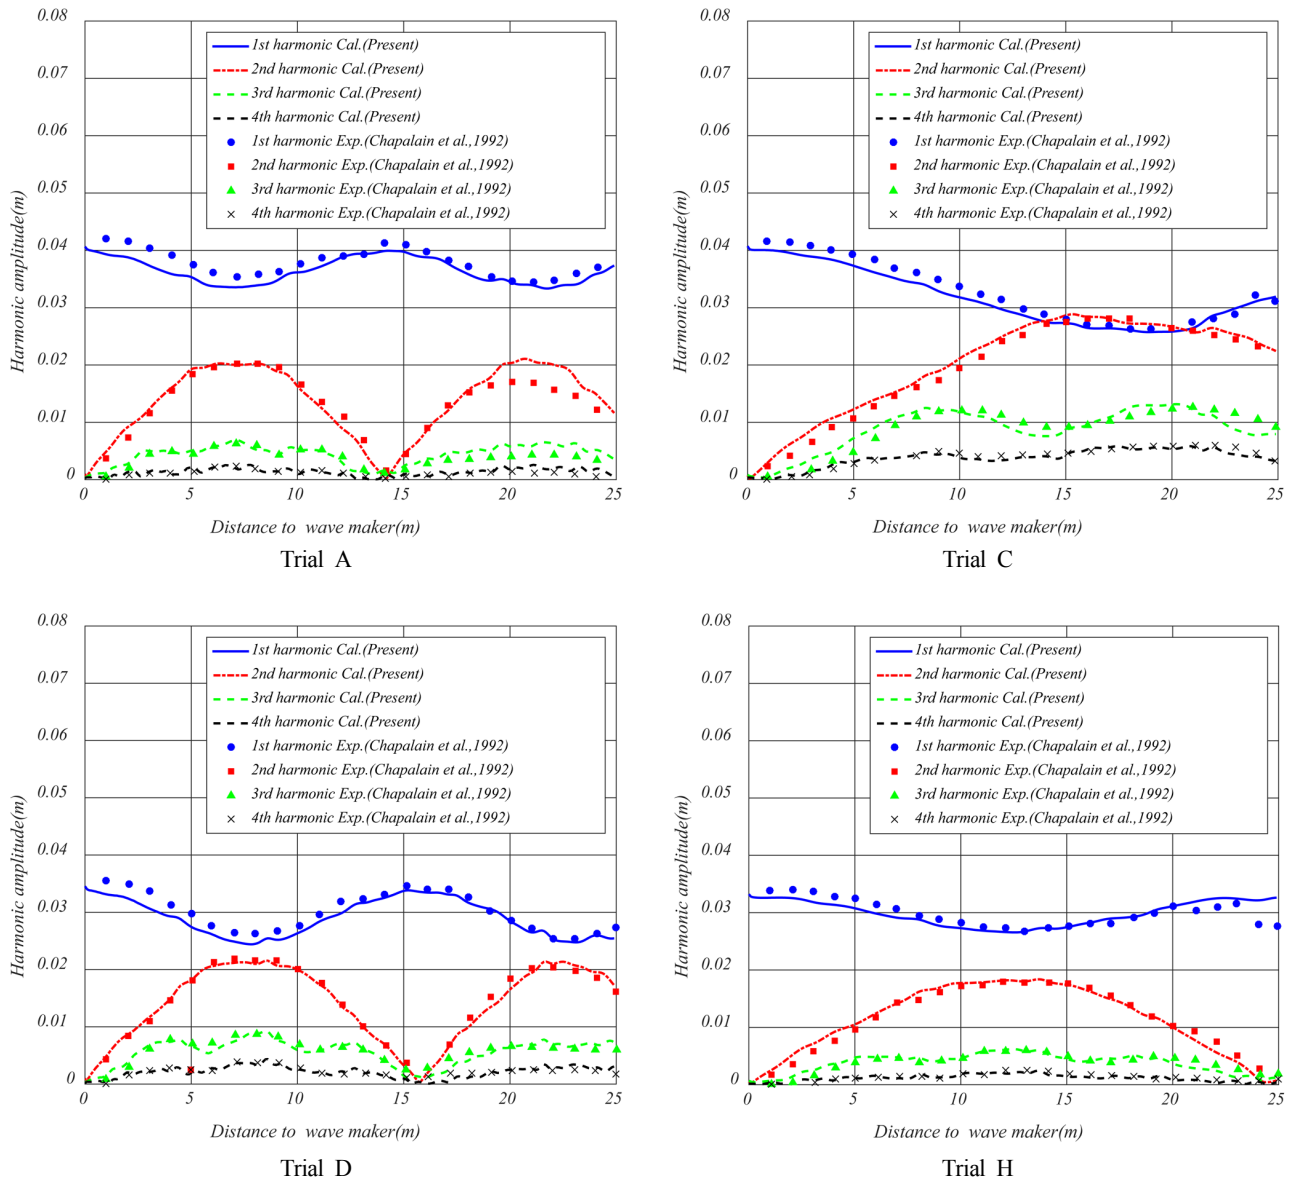 0.08
0.07
0.06
0.05
0.04
0.03
0.02
0.01
0
Harmonic amplitude(m)
1st harmonic Cal.(Present)
2nd harmonic Cal.(Present)
3rd harmonic Cal.(Present)
4th harmonic Cal.(Present)
1st harmonic Exp.(Chapalain et al.,1992)
2nd harmonic Exp.(Chapalain et al.,1992)
3rd harmonic Exp.(Chapalain et al.,1992)
4th harmonic Exp.(Chapalain et al.,1992)
0 5 10 15 20 25
Distance to wave maker(m)
Trial A
0.08
0.07
0.06
0.05
0.04
0.03
0.02
0.01
0
Harmonic amplitude(m)
1st harmonic Cal.(Present)
2nd harmonic Cal.(Present)
3rd harmonic Cal.(Present)
4th harmonic Cal.(Present)
1st harmonic Exp.(Chapalain et al.,1992)
2nd harmonic Exp.(Chapalain et al.,1992)
3rd harmonic Exp.(Chapalain et al.,1992)
4th harmonic Exp.(Chapalain et al.,1992)
0 5 10 15 20 25
Distance to wave maker(m)
Trial C
0.08
0.07
0.06
0.05
0.04
0.03
0.02
0.01
0
Harmonic amplitude(m)
1st harmonic Cal.(Present)
2nd harmonic Cal.(Present)
3rd harmonic Cal.(Present)
4th harmonic Cal.(Present)
1st harmonic Exp.(Chapalain et al.,1992)
2nd harmonic Exp.(Chapalain et al.,1992)
3rd harmonic Exp.(Chapalain et al.,1992)
4th harmonic Exp.(Chapalain et al.,1992)
0 5 10 15 20 25
Distance to wave maker(m)
Trial D
0.08
0.07
0.06
0.05
0.04
0.03
0.02
0.01
0
Harmonic amplitude(m)
1st harmonic Cal.(Present)
2nd harmonic Cal.(Present)
3rd harmonic Cal.(Present)
4th harmonic Cal.(Present)
1st harmonic Exp.(Chapalain et al.,1992)
2nd harmonic Exp.(Chapalain et al.,1992)
3rd harmonic Exp.(Chapalain et al.,1992)
4th harmonic Exp.(Chapalain et al.,1992)
0 5 10 15 20 25
Distance to wave maker(m)
Trial H